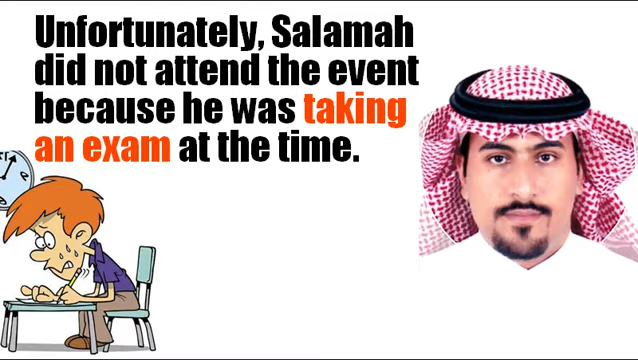 Unfortunately, Salamah
did not attend the event
because he was taking
an exam at the time.